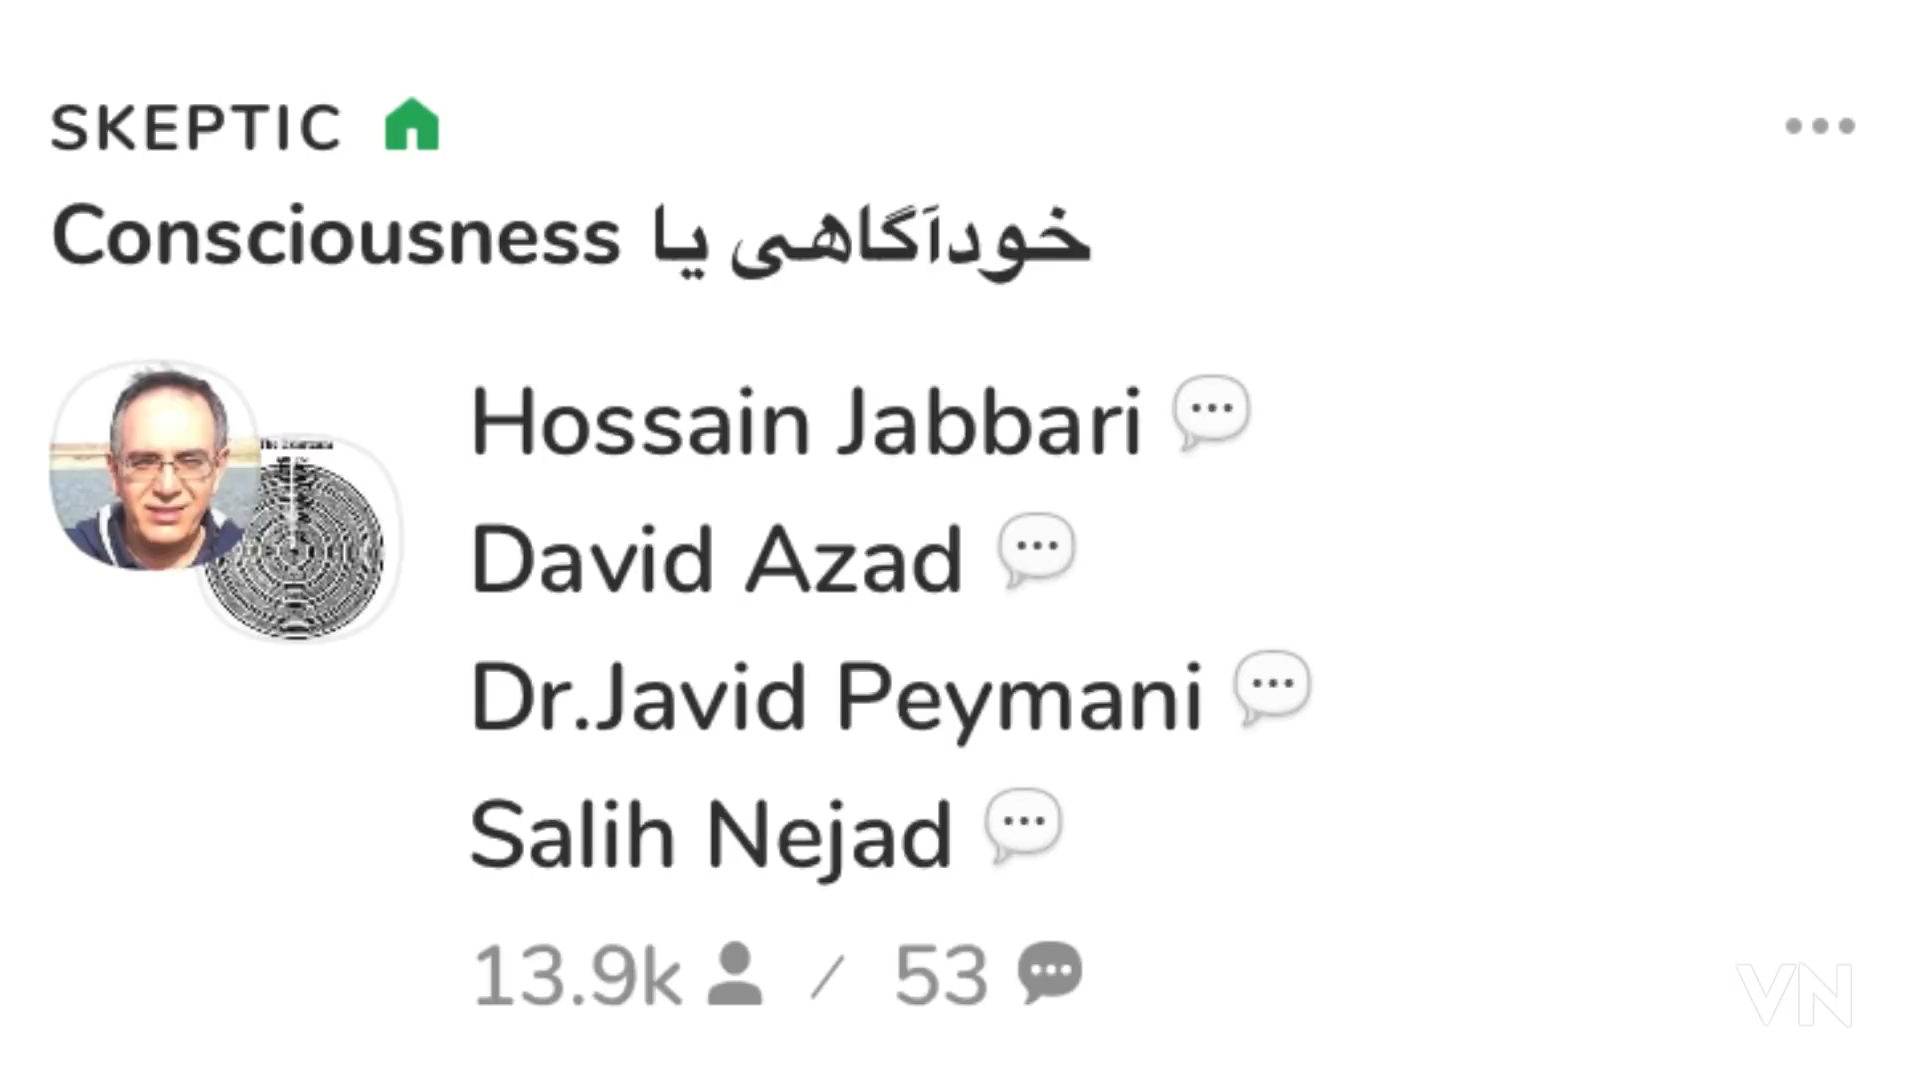 SKEPTIC
خودآگاهی یا Consciousness
Hossain Jabbari
David Azad
Dr.Javid Peymani
Salih Nejad
13.9k / 53
VN